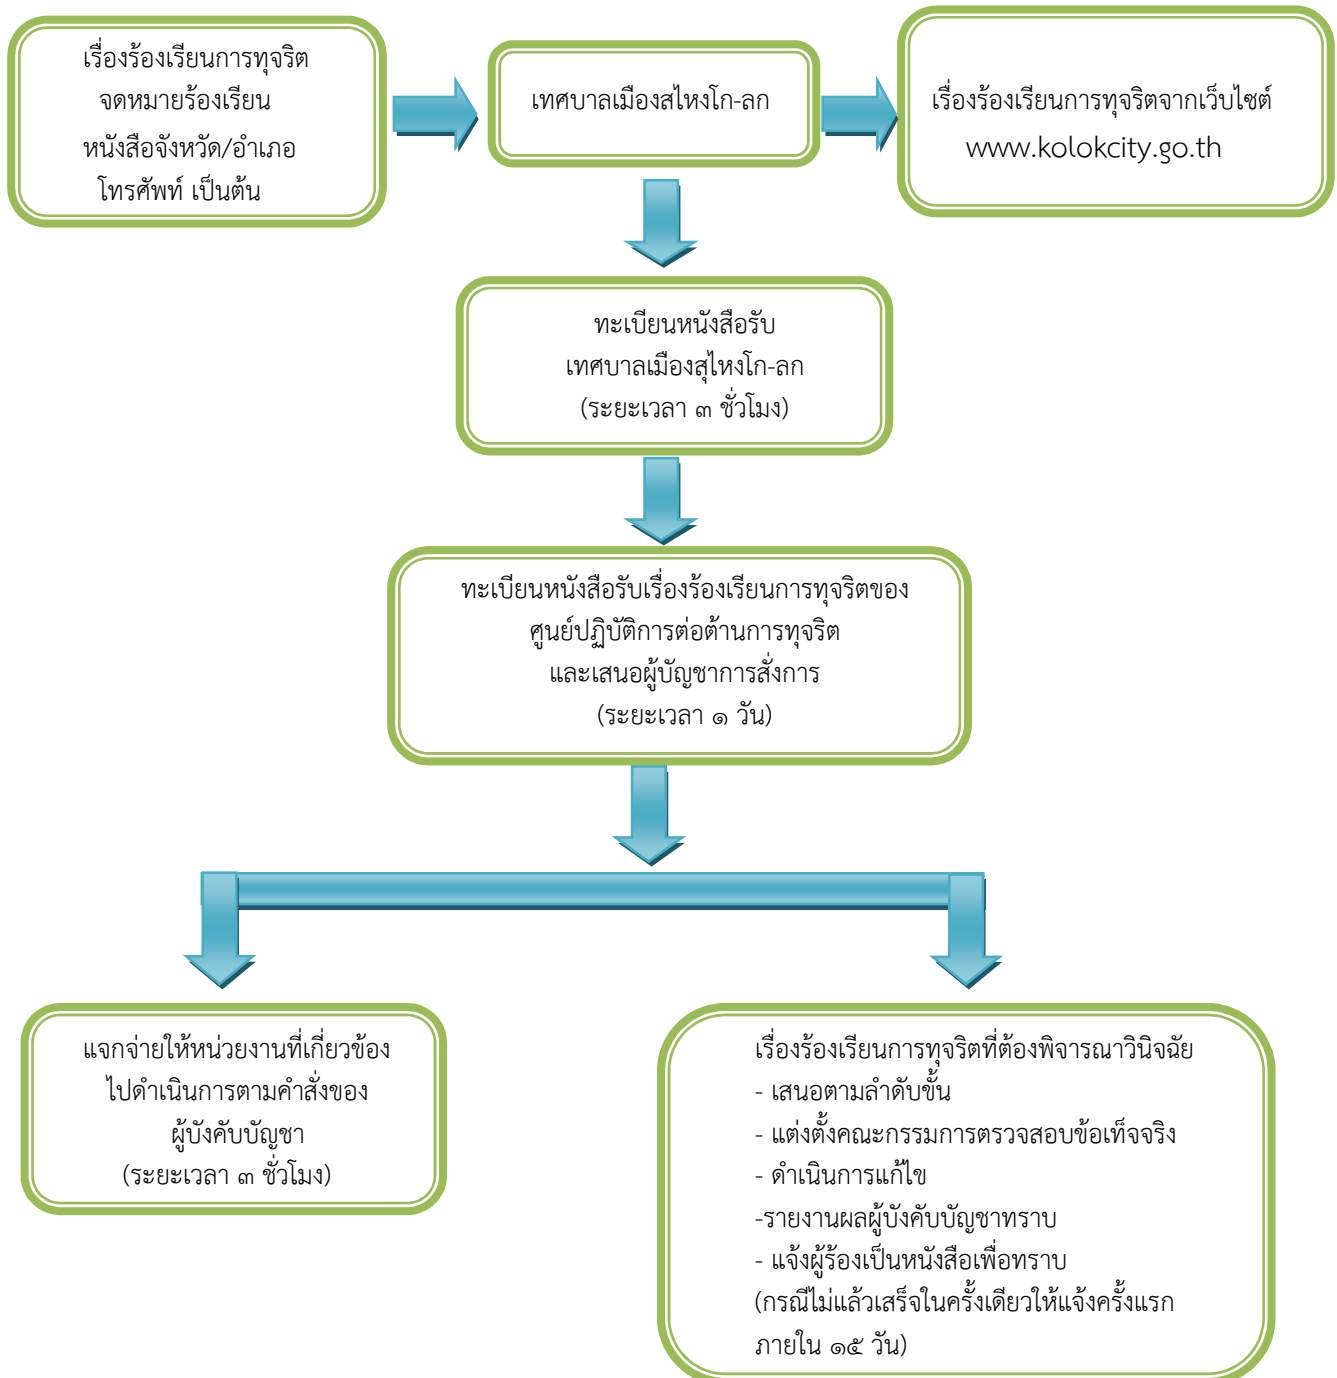 เรื่องร้องเรียนการทุจริต
จดหมายร้องเรียน
หนังสือจังหวัด/อำเภอ
โทรศัพท์ เป็นต้น
เทศบาลเมืองสไหงโก-ลก
เรื่องร้องเรียนการทุจริตจากเว็บไซต์
www.kolokcity.go.th
ทะเบียนหนังสือรับ
เทศบาลเมืองสุไหงโก-ลก
(ระยะเวลา ๓ ชั่วโมง)
ทะเบียนหนังสือรับเรื่องร้องเรียนการทุจริตของ
ศูนย์ปฏิบัติการต่อต้านการทุจริต
และเสนอผู้บัญชาการสั่งการ
(ระยะเวลา ๑ วัน)
แจกจ่ายให้หน่วยงานที่เกี่ยวข้อง
ไปดำเนินการตามคำสั่งของ
ผู้บังคับบัญชา
(ระยะเวลา ๓ ชั่วโมง)
เรื่องร้องเรียนการทุจริตที่ต้องพิจารณาวินิจฉัย
- เสนอตามลำดับขั้น
- แต่งตั้งคณะกรรมการตรวจสอบข้อเท็จจริง
- ดำเนินการแก้ไข
-รายงานผลผู้บังคับบัญชาทราบ
- แจ้งผู้ร้องเป็นหนังสือเพื่อทราบ
(กรณีไม่แล้วเสร็จในครั้งเดียวให้แจ้งครั้งแรก
ภายใน ๑๕ วัน)